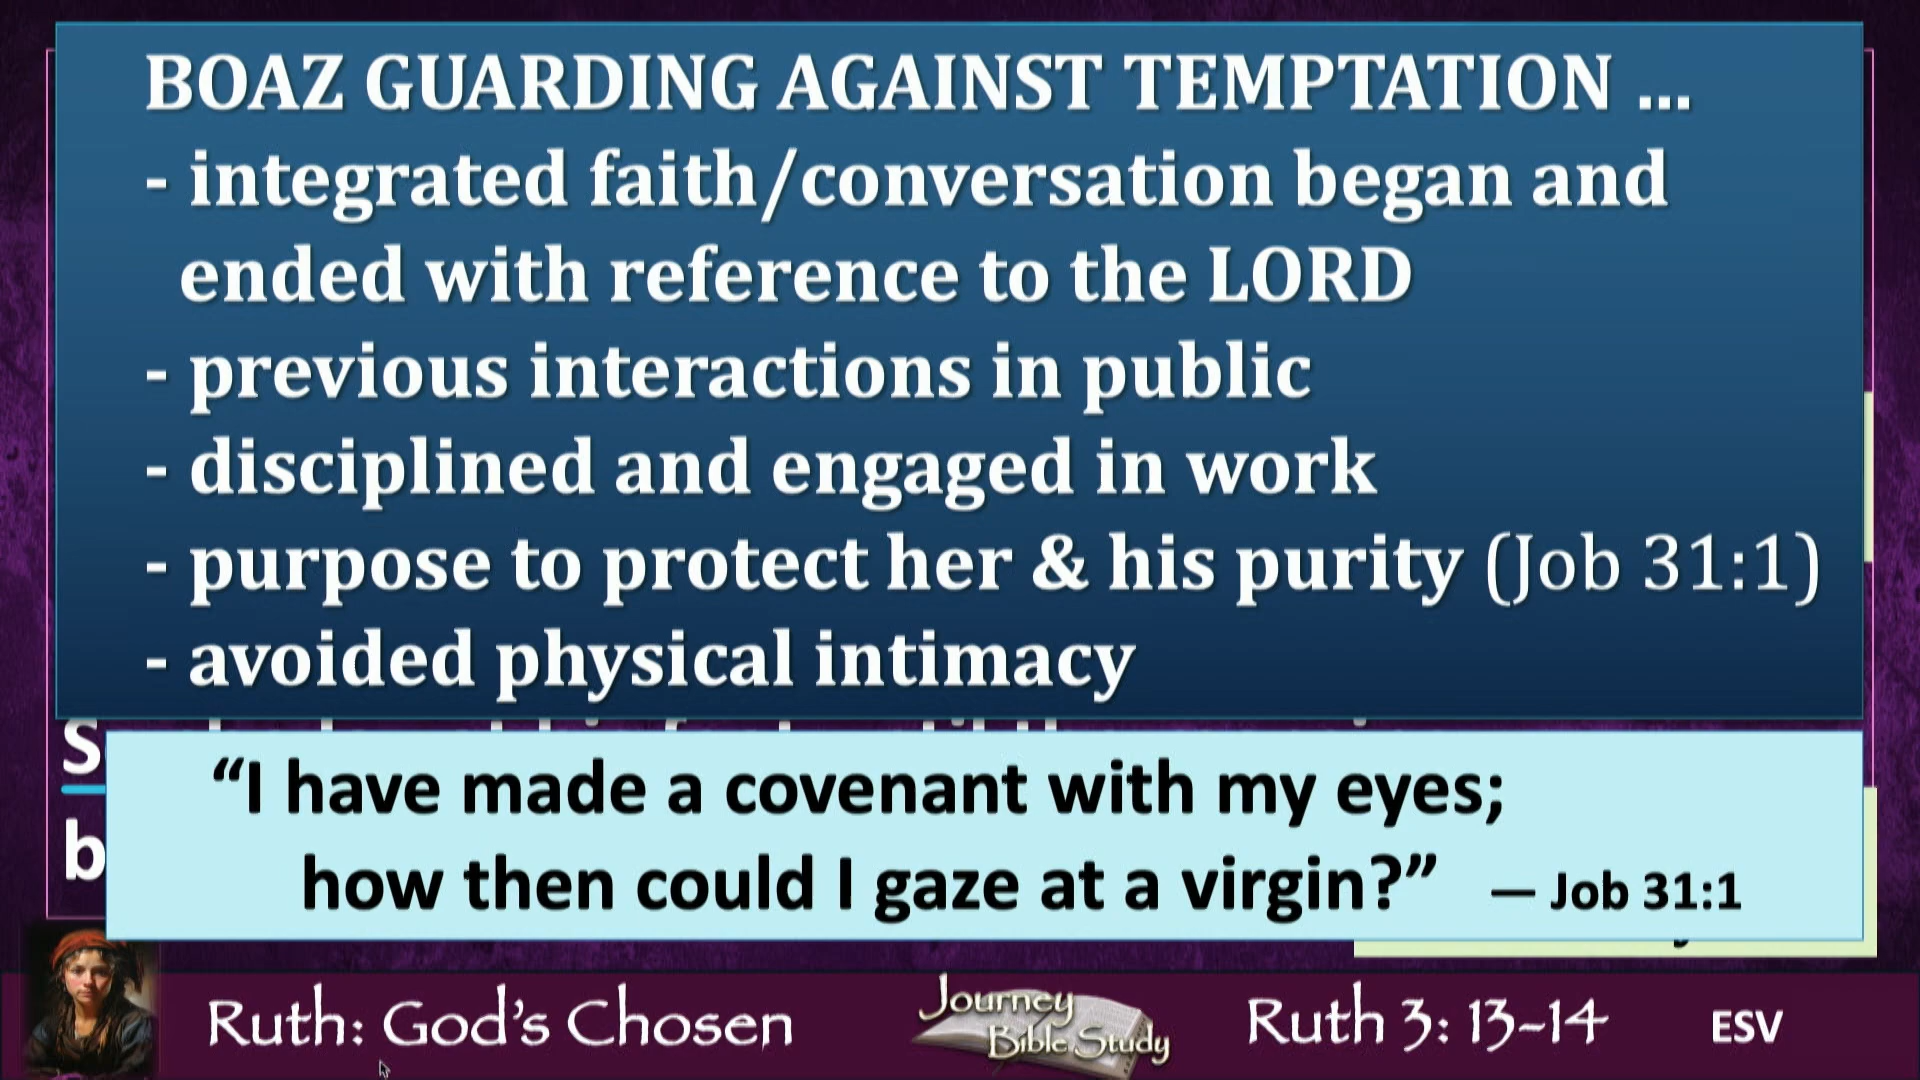 BOAZ GUARDING AGAINST TEMPTATION ...
- integrated faith/conversation began and
ended with reference to the LORD
- previous interactions in public
- disciplined and engaged in work
- purpose to protect her & his purity (Job 31:1)
- avoided physical intimacy
“I have made a covenant with my eyes;
how then could I gaze at a virgin?” — Job 31:1
Ruth: God's Chosen
Journey
Bible Study
Ruth 3: 13-14
ESV